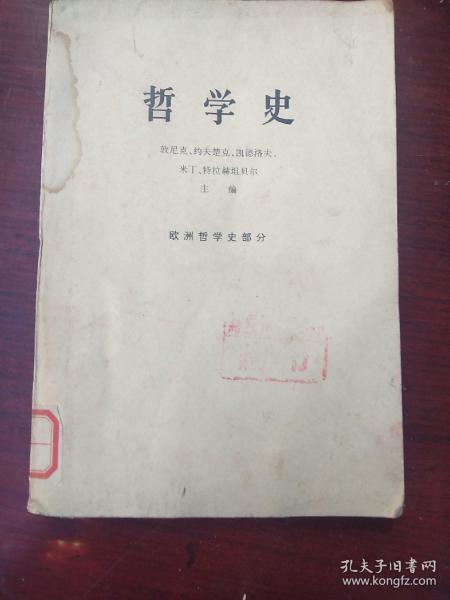 哲学史
敦尼克、约夫楚克、凯德洛夫、
米丁、特拉赫坦贝尔
主编
欧洲哲学史部分
孔夫子旧书网
www.kongfz.com